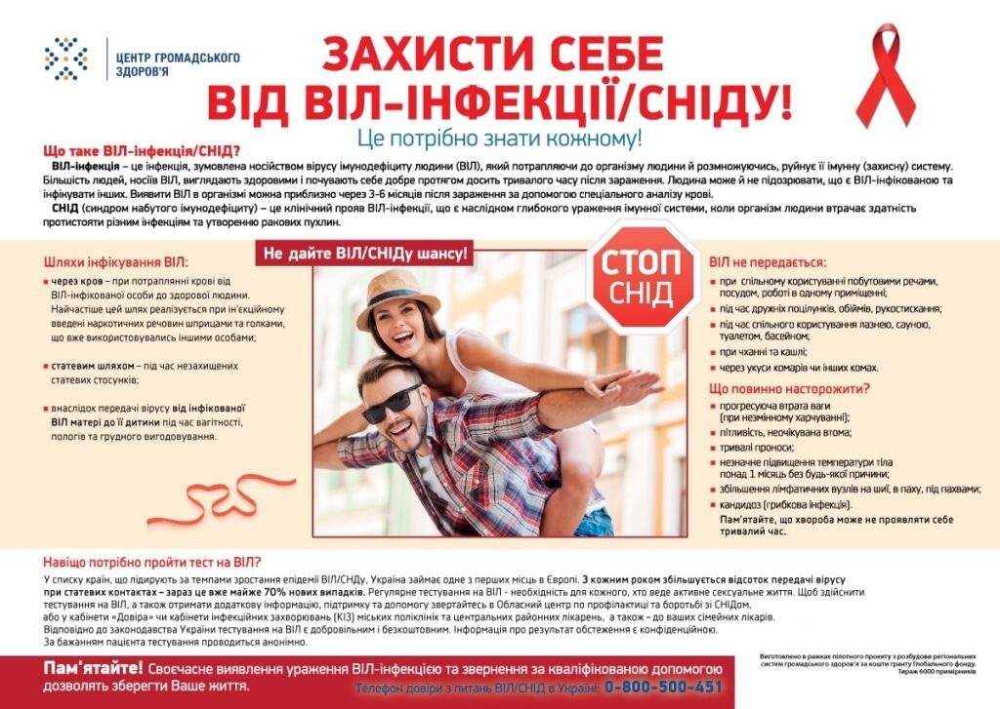 ЦЕНТР ГРОМАДСЬКОГО
ЗДОРОВ'Я
ЗАХИСТИ СЕБЕ
ВІД ВІЛ-ІНФЕКЦІЇ/СНІДУ!
Це потрібно знати кожному!
Що таке ВІЛ-інфекція/СНІД?
ВІЛ-інфекція – це інфекція, зумовлена носійством вірусу імунодефіциту людини (ВІЛ), який потрапляючи до організму людини й розмножуючись, руйнує її імунну (захисну) систему.
Більшість людей, носіїв ВІЛ, виглядають здоровими і почувають себе добре протягом досить тривалого часу після зараження. Людина може й не підозрювати, що є ВІЛ-інфікованою та
інфікувати інших. Виявити ВІЛ в організмі можна приблизно через 3-6 місяців після зараження за допомогою спеціального аналізу крові.
СНІД (синдром набутого імунодефіциту) – це клінічний прояв ВІЛ-інфекції, що є наслідком глибокого ураження імунної системи, коли організм людини втрачає здатність
протистояти різним інфекціям та утворенню ракових пухлин.
Шляхи інфікування ВІЛ:
▪ через кров – при потраплянні крові від
ВІЛ-інфікованої особи до здорової людини.
Найчастіше цей шлях реалізується при ін'єкційному
введені наркотичних речовин шприцами та голками,
що вже використовувались іншими особами;
▪ статевим шляхом – під час незахищених
статевих стосунків;
▪ внаслідок передачі вірусу від інфікованої
ВІЛ матері до її дитини під час вагітності,
пологів та грудного вигодовування.
Не дайте ВІЛ/СНІДу шансу!
СТОП
СНІД
ВІЛ не передається:
▪ при спільному користуванні побутовими речами,
посудом, роботі в одному приміщенні;
▪ під час дружніх поцілунків, обіймів, рукостискання;
▪ під час спільного користування лазнею, сауною,
туалетом, басейном;
▪ при чханні та кашлі;
▪ через укуси комарів чи інших комах.
Що повинно насторожити?
▪ прогресуюча втрата ваги
(при незмінному харчуванні);
▪ пітливість, неочікувана втома;
▪ тривалі проноси;
▪ незначне підвищення температури тіла
понад 1 місяць без будь-якої причини;
▪ збільшення лімфатичних вузлів на шиї, в паху, під пахвами;
▪ кандидоз (грибкова інфекція).
Пам'ятайте, що хвороба може не проявляти себе
тривалий час.
Навіщо потрібно пройти тест на ВІЛ?
У списку країн, що лідирують за темпами зростання епідемії ВІЛ/СНДу, Україна займає одне з перших місць в Європі. З кожним роком збільшується відсоток передачі вірусу
при статевих контактах – зараз це вже майже 70% нових випадків. Регулярне тестування на ВІЛ - необхідність для кожного, хто веде активне сексуальне життя. Щоб здійснити
тестування на ВІЛ, а також отримати додаткову інформацію, підтримку та допомогу звертайтесь в Обласний центр по профілактиці та боротьбі зі СНІДом,
або у кабінети «Довіра» чи кабінети інфекційних захворювань (КІЗ) міських поліклінік та центральних районних лікарень, а також – до ваших сімейних лікарів.
Відповідно до законодавства України тестування на ВІЛ є добровільним і безкоштовним. Інформація про результат обстеження є конфіденційною.
За бажанням пацієнта тестування проводиться анонімно.
Пам'ятайте! Своєчасне виявлення ураження ВІЛ-інфекцією та звернення за кваліфікованою допомогою
дозволять зберегти Ваше життя. Телефон довіри з питань ВІЛ/СНІД в Україні: 0-800-500-451
Виготовлено в рамках пілотного проекту з розбудови регіональних
систем громадського здоров'я за кошти гранту Глобального фонду.
Тираж 6000 примірників